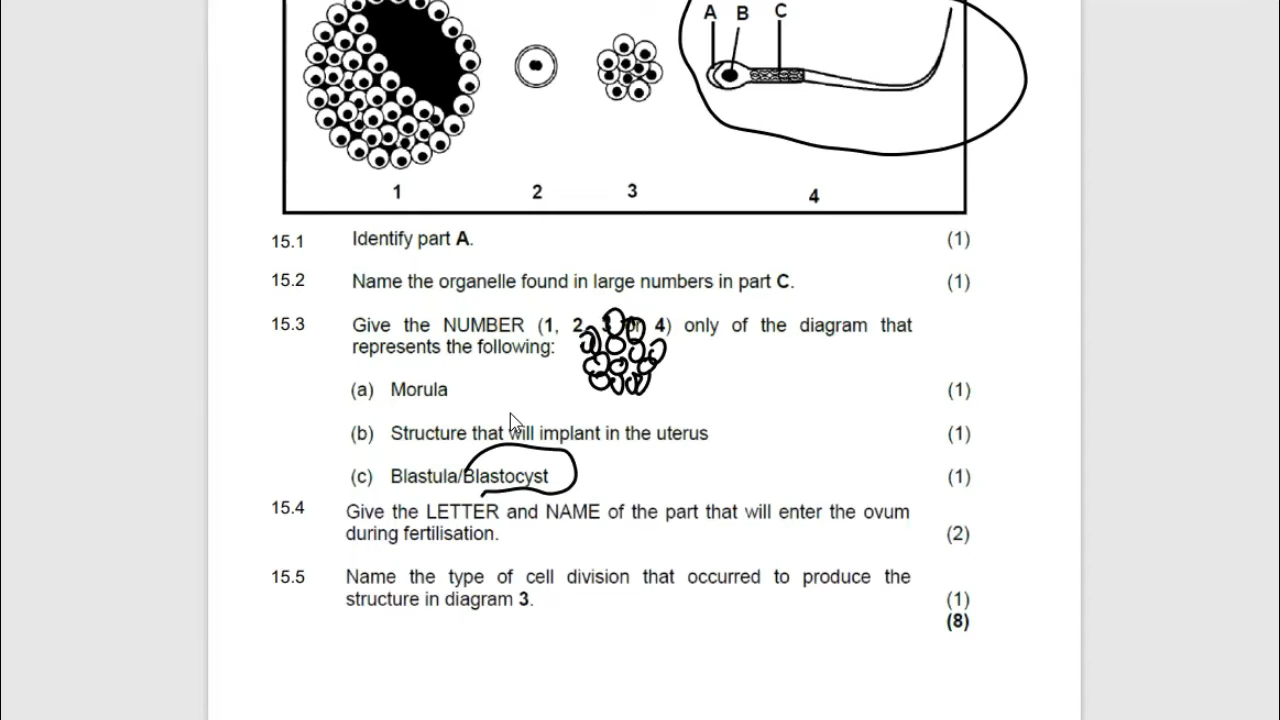 A B C
1 2 3 4
15.1 Identify part A. (1)
15.2 Name the organelle found in large numbers in part C. (1)
15.3 Give the NUMBER (1, 2, 3 or 4) only of the diagram that
represents the following:
(a) Morula (1)
(b) Structure that will implant in the uterus (1)
(c) Blastula/Blastocyst (1)
15.4 Give the LETTER and NAME of the part that will enter the ovum
during fertilisation. (2)
15.5 Name the type of cell division that occurred to produce the
structure in diagram 3. (1)
(8)